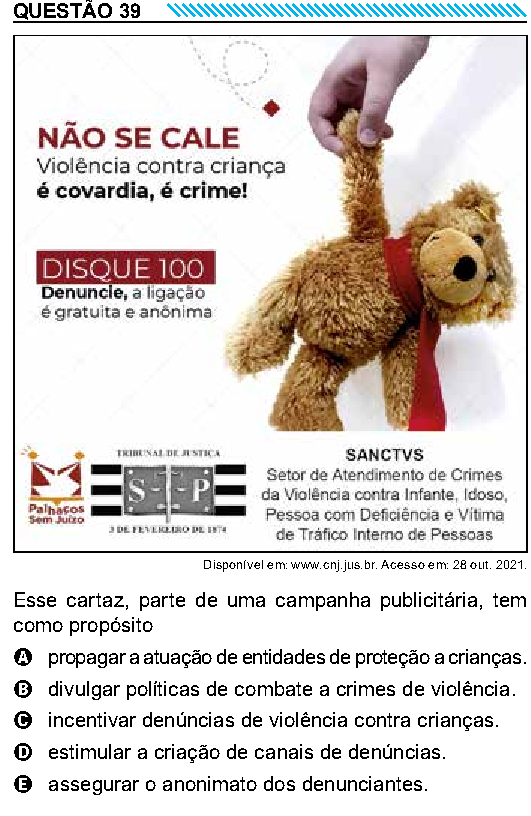 QUESTÃO 39
NÃO SE CALE
Violência contra criança
é covardia, é crime!
DISQUE 100
Denuncie, a ligação
é gratuita e anônima
Palhaços
Sem Juízo
TRIBUNAL DE JUSTIÇA
S P
3 DE FEVEREIRO DE 1874
SANCTVS
Setor de Atendimento de Crimes
da Violência contra Infante, Idoso,
Pessoa com Deficiência e Vítima
de Tráfico Interno de Pessoas
Disponível em: www.cnj.jus.br. Acesso em: 28 out. 2021.
Esse cartaz, parte de uma campanha publicitária, tem
como propósito
A propagar a atuação de entidades de proteção a crianças.
B divulgar políticas de combate a crimes de violência.
C incentivar denúncias de violência contra crianças.
D estimular a criação de canais de denúncias.
E assegurar o anonimato dos denunciantes.